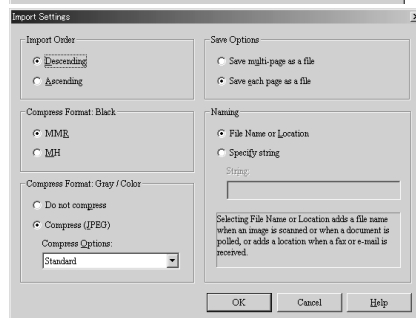 Import Settings
Import Order
Descending
Ascending
Compress Format: Black
MMR
MH
Compress Format: Gray / Color
Do not compress
Compress (JPEG)
Compress Options:
Standard
Save Options
Save multi-page as a file
Save each page as a file
Naming
File Name or Location
Specify string
String:
Selecting File Name or Location adds a file name
when an image is scanned or when a document is
polled, or adds a location when a fax or e-mail is
received.
OK
Cancel
Help